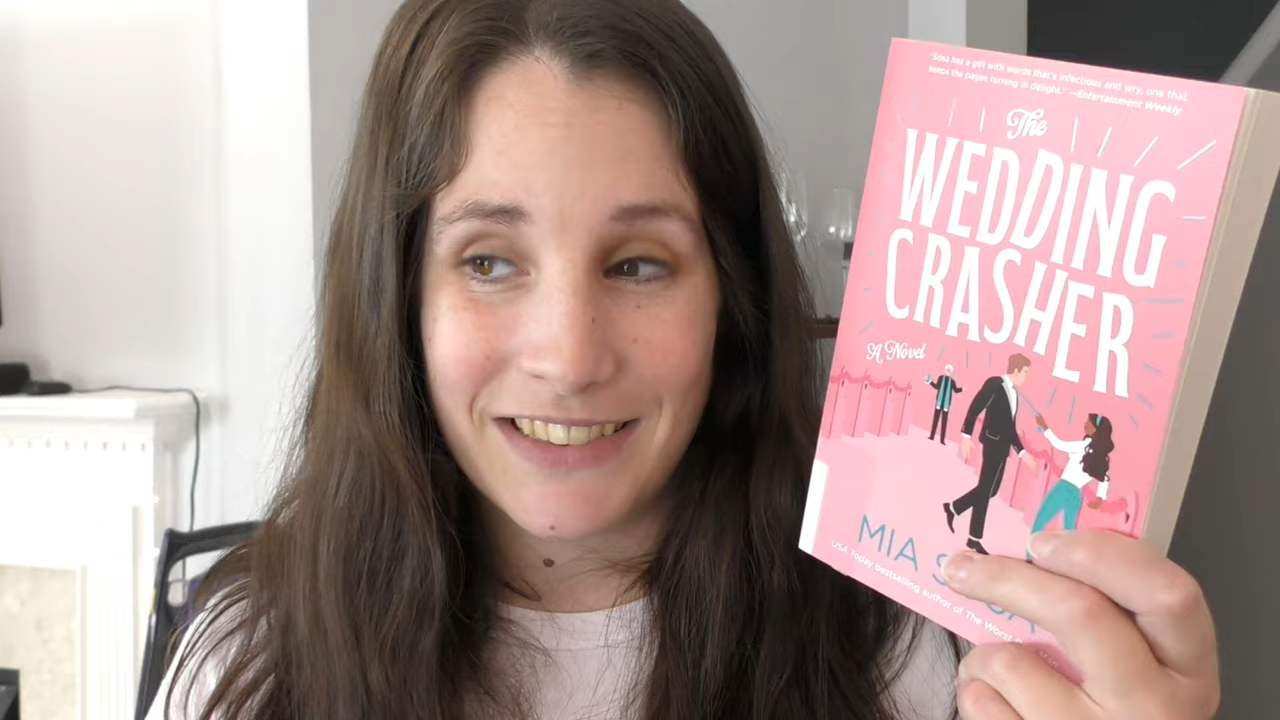 "Sosa has a gift with words that's infectious and wry, one that
keeps the pages turning in delight." —Entertainment Weekly
The
WEDDING
CRASHER
A Novel
MIA
USA Today bestselling author of The Worst